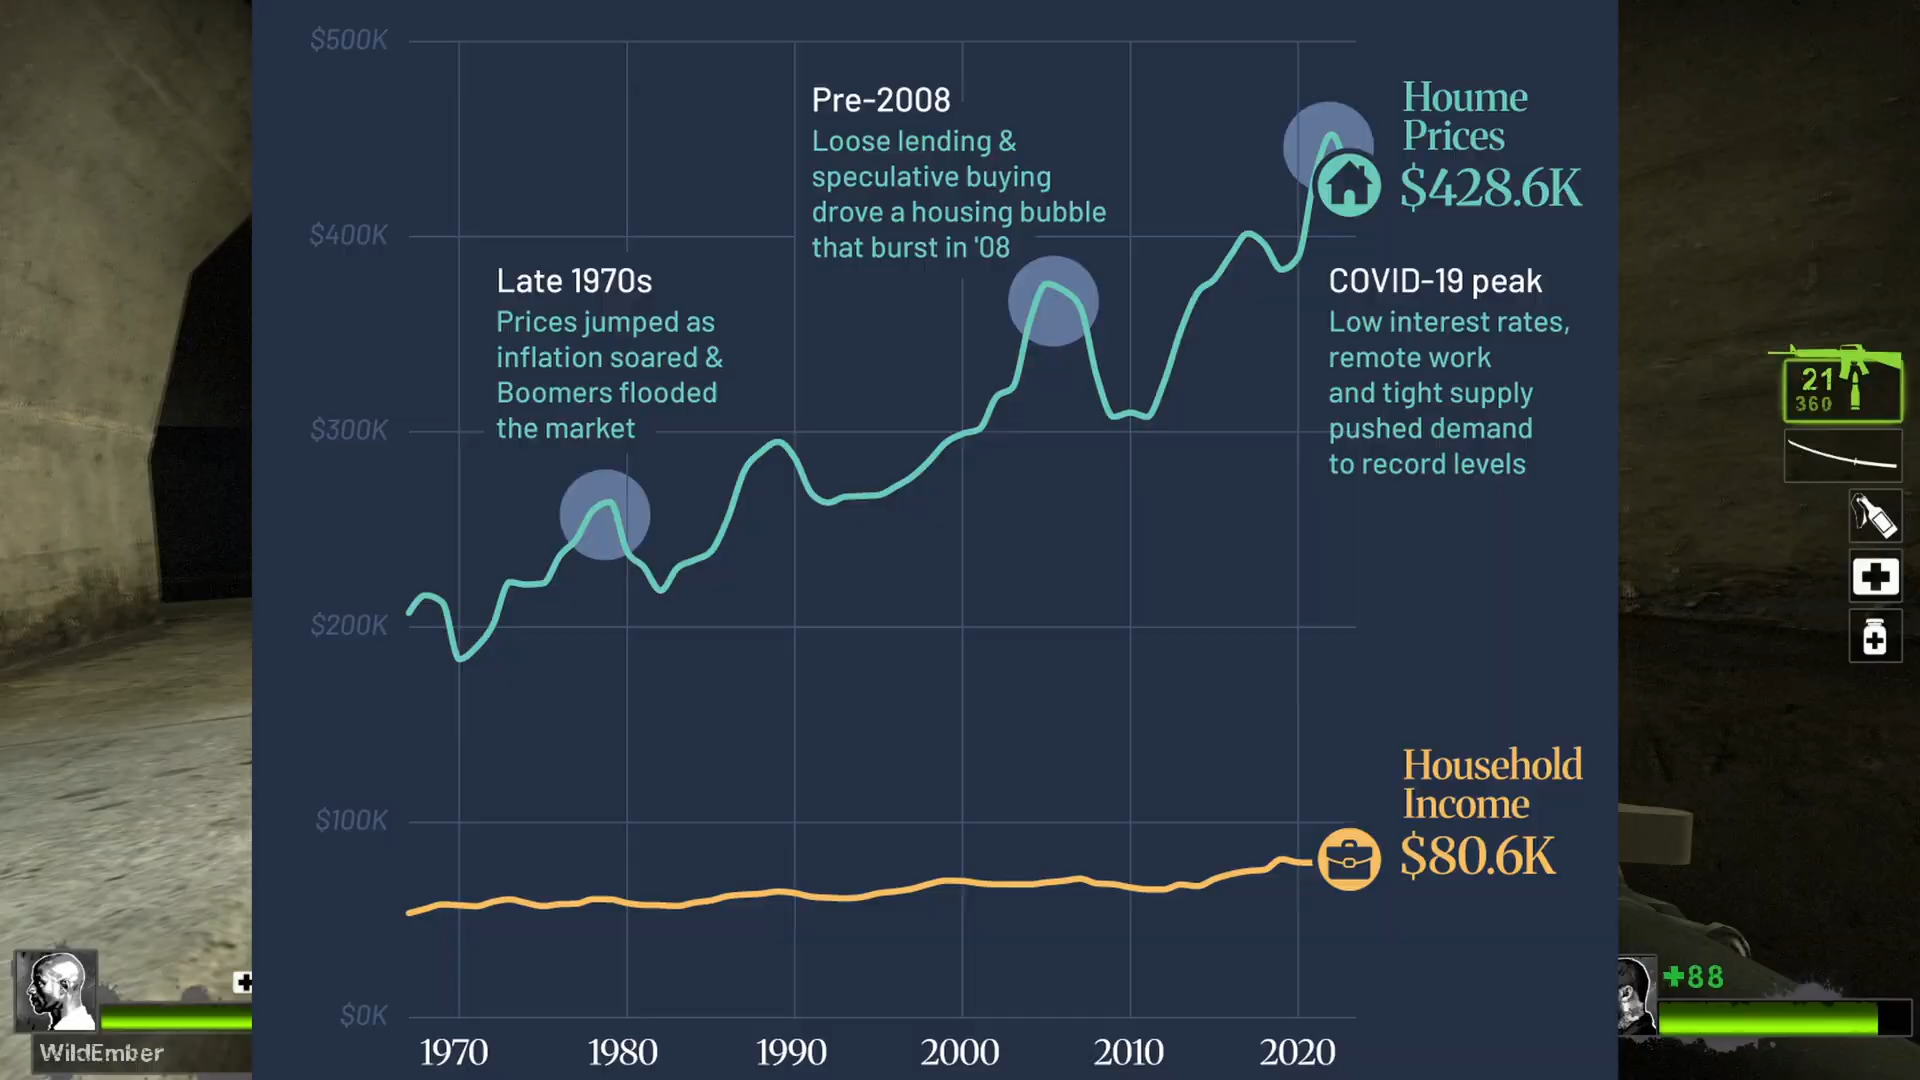 $500K
Pre-2008
Loose lending &
speculative buying
drove a housing bubble
that burst in '08
Houme
Prices
$428.6K
$400K
Late 1970s
Prices jumped as
inflation soared &
Boomers flooded
the market
COVID-19 peak
Low interest rates,
remote work
and tight supply
pushed demand
to record levels
21
360
$300K
$200K
$100K
Household
Income
$80.6K
$0K
+88
WildEmber
1970
1980
1990
2000
2010
2020